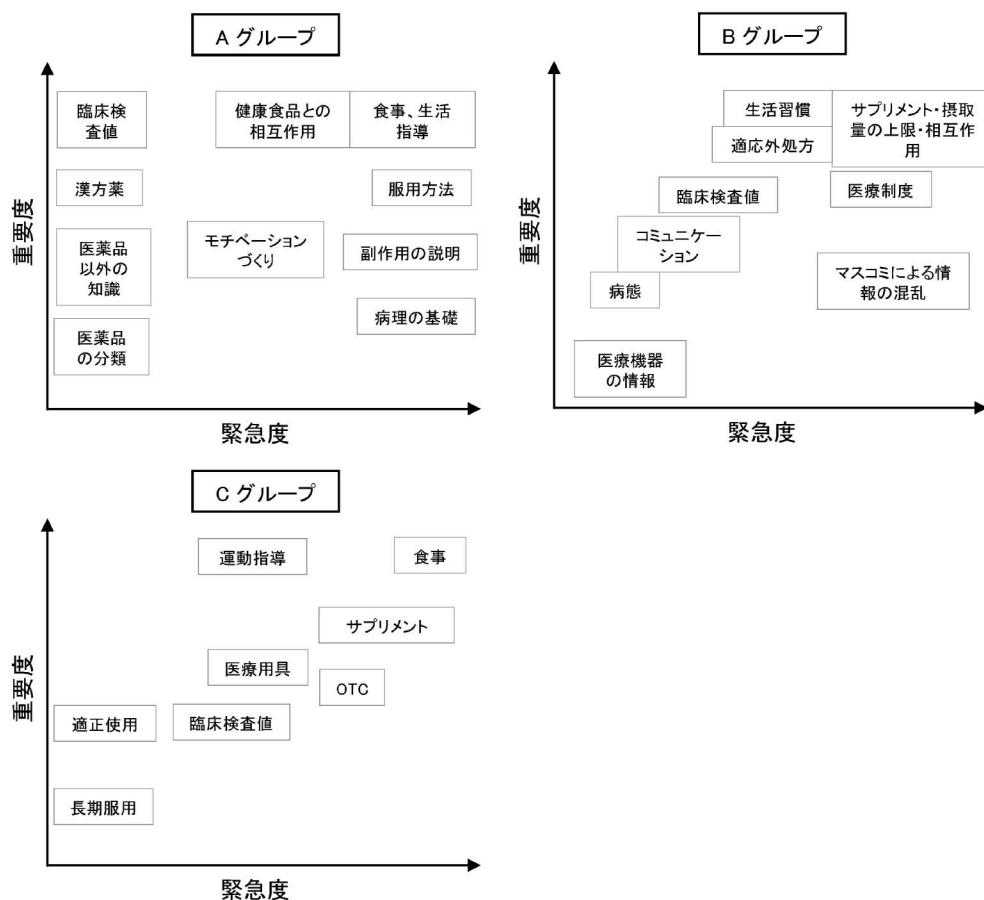 A グループ
重要度
臨床検
査値
健康食品との
相互作用
食事、生活
指導
漢方薬
服用方法
医薬品
以外の
知識
モチベーション
づくり
副作用の説明
病理の基礎
医薬品
の分類
緊急度
B グループ
重要度
生活習慣
サプリメント・摂取
量の上限・相互作
用
適応外処方
臨床検査値
医療制度
コミュニケー
ション
病態
マスコミによる情
報の混乱
医療機器
の情報
緊急度
C グループ
重要度
運動指導
食事
サプリメント
医療用具
OTC
適正使用
臨床検査値
長期服用
緊急度